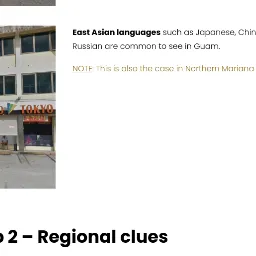 East Asian languages such as Japanese, Chin
Russian are common to see in Guam.
NOTE: This is also the case in Northern Mariana
TOKYO
2 – Regional clues